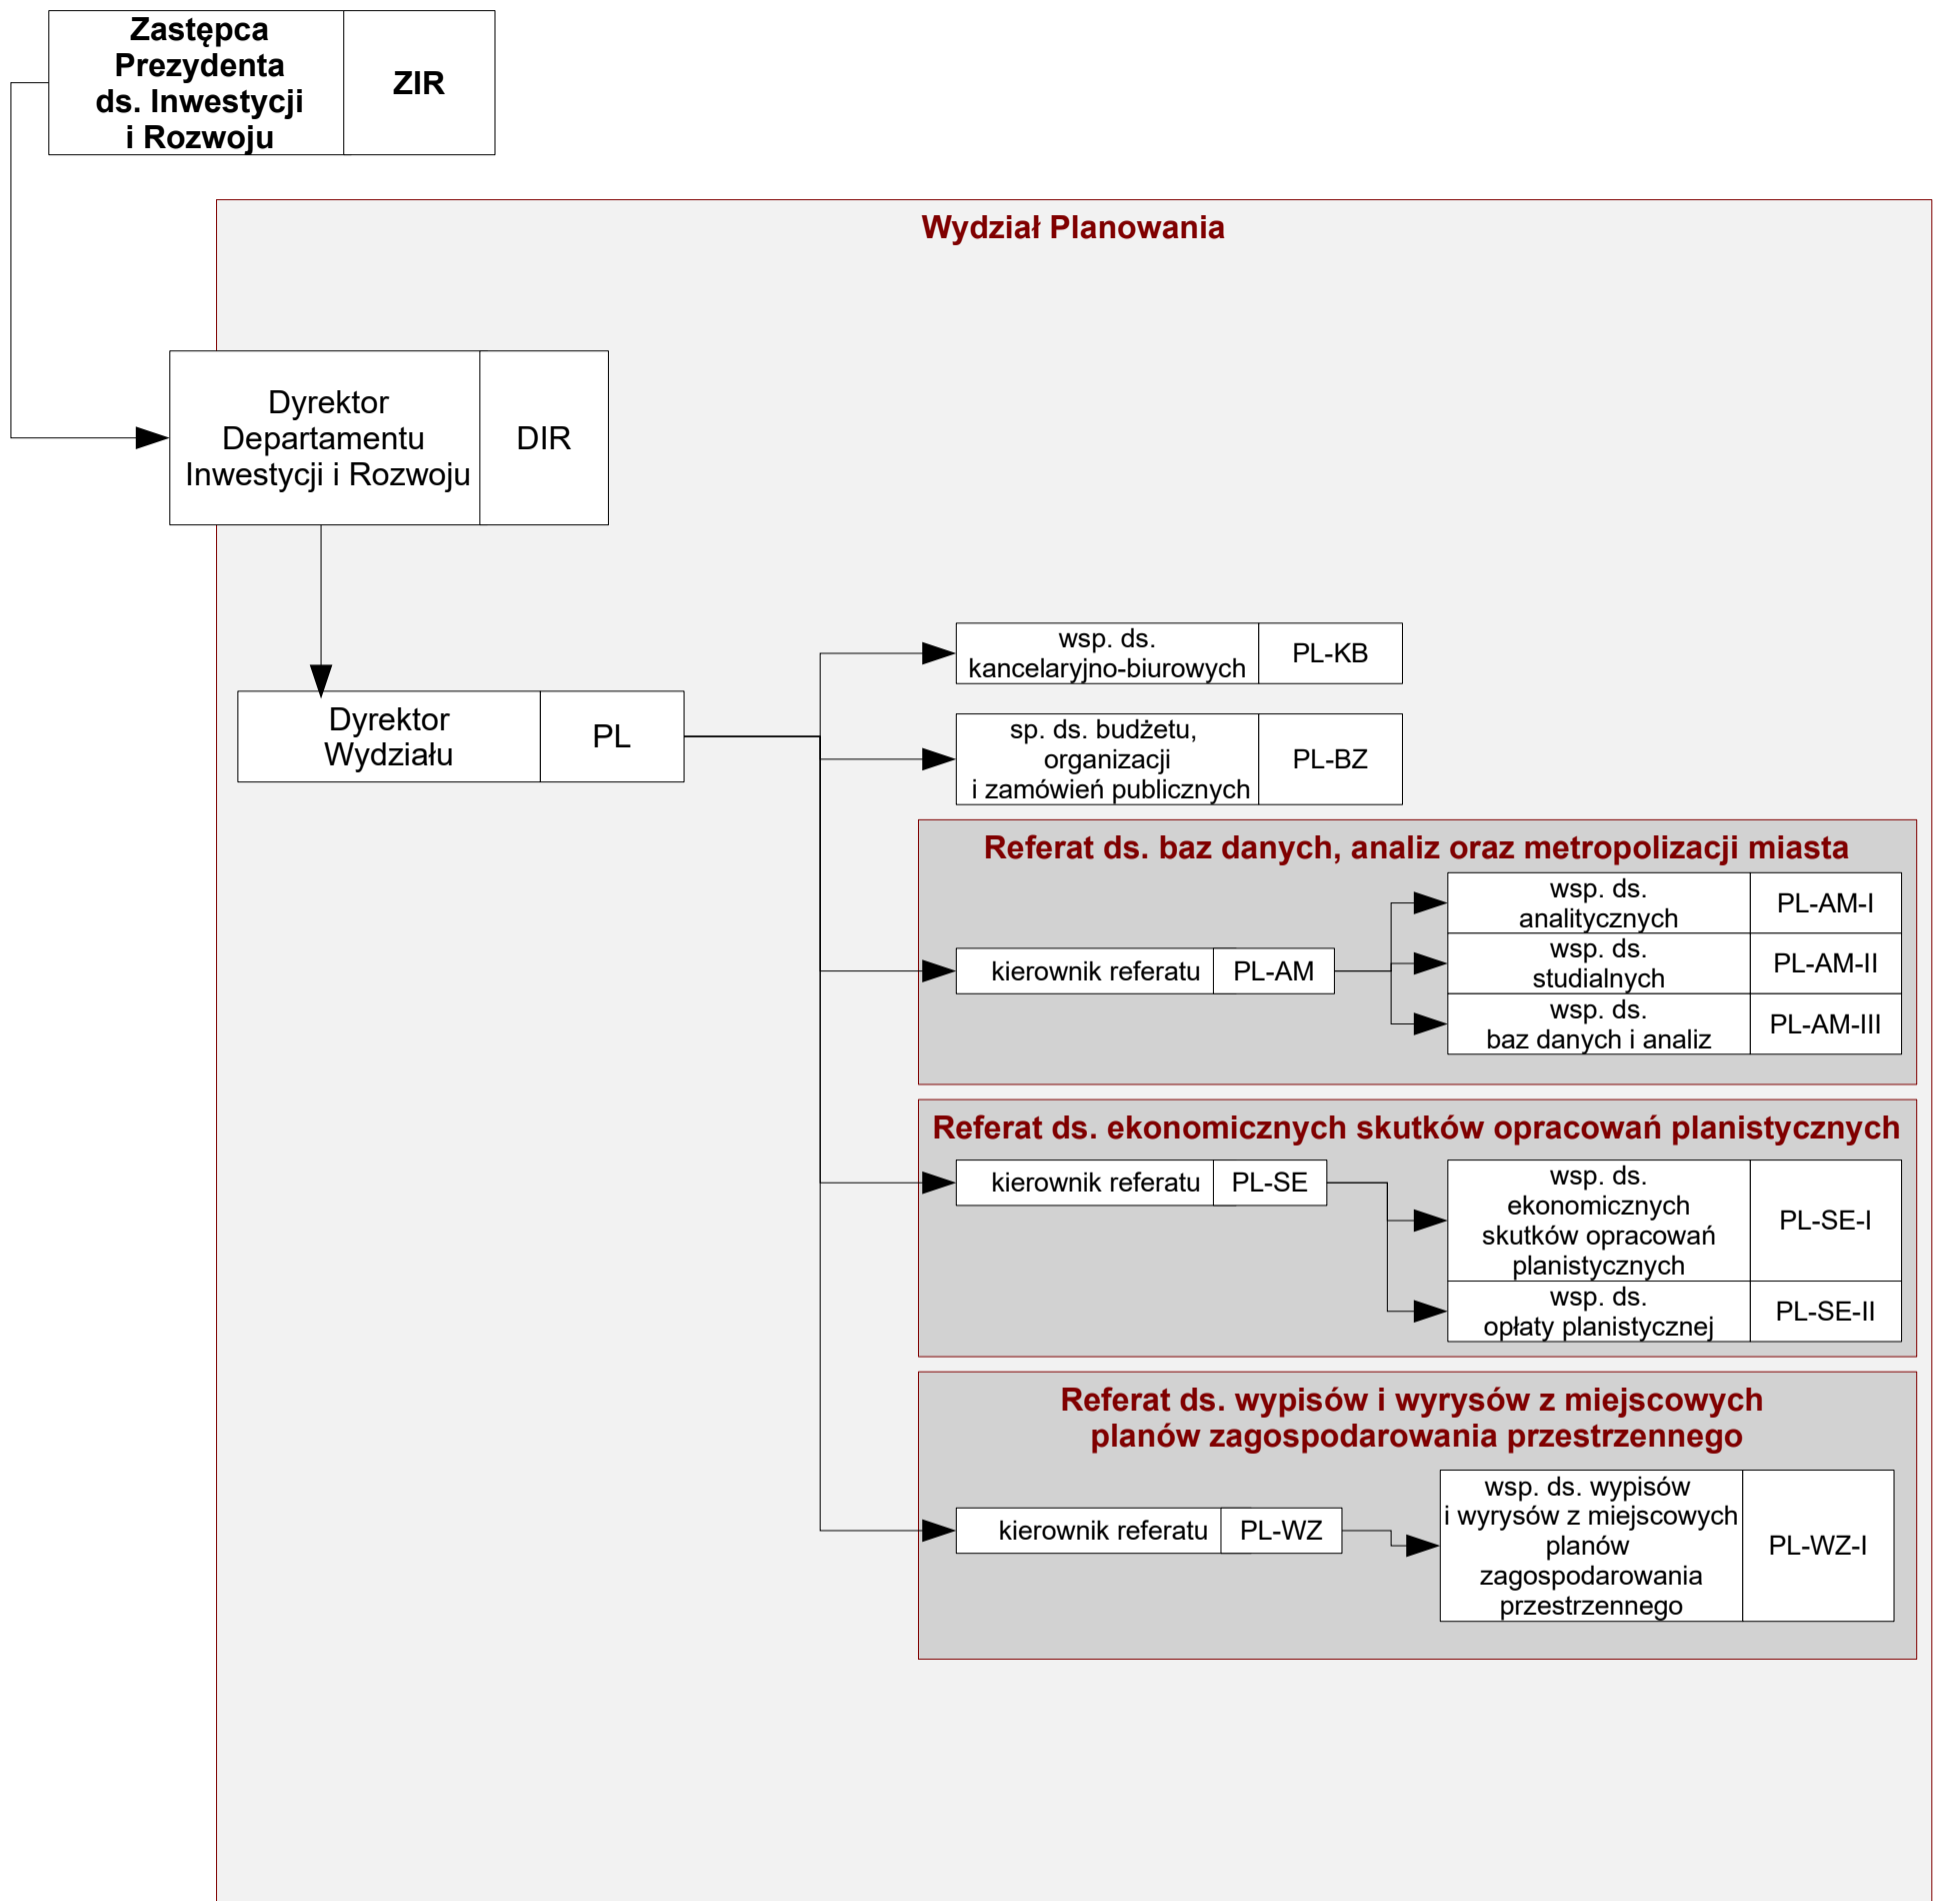 Zastępca
Prezydenta
ds. Inwestycji
i Rozwoju
ZIR
Wydział Planowania
Dyrektor
Departamentu
Inwestycji i Rozwoju
DIR
Dyrektor
Wydziału
PL
wsp. ds.
kancelaryjno-biurowych
PL-KB
sp. ds. budżetu,
organizacji
i zamówień publicznych
PL-BZ
Referat ds. baz danych, analiz oraz metropolizacji miasta
kierownik referatu
PL-AM
wsp. ds.
analitycznych
PL-AM-I
wsp. ds.
studialnych
PL-AM-II
wsp. ds.
baz danych i analiz
PL-AM-III
Referat ds. ekonomicznych skutków opracowań planistycznych
kierownik referatu
PL-SE
wsp. ds.
ekonomicznych
skutków opracowań
planistycznych
PL-SE-I
wsp. ds.
opłaty planistycznej
PL-SE-II
Referat ds. wypisów i wyrysów z miejscowych
planów zagospodarowania przestrzennego
kierownik referatu
PL-WZ
wsp. ds. wypisów
i wyrysów z miejscowych
planów
zagospodarowania
przestrzennego
PL-WZ-I